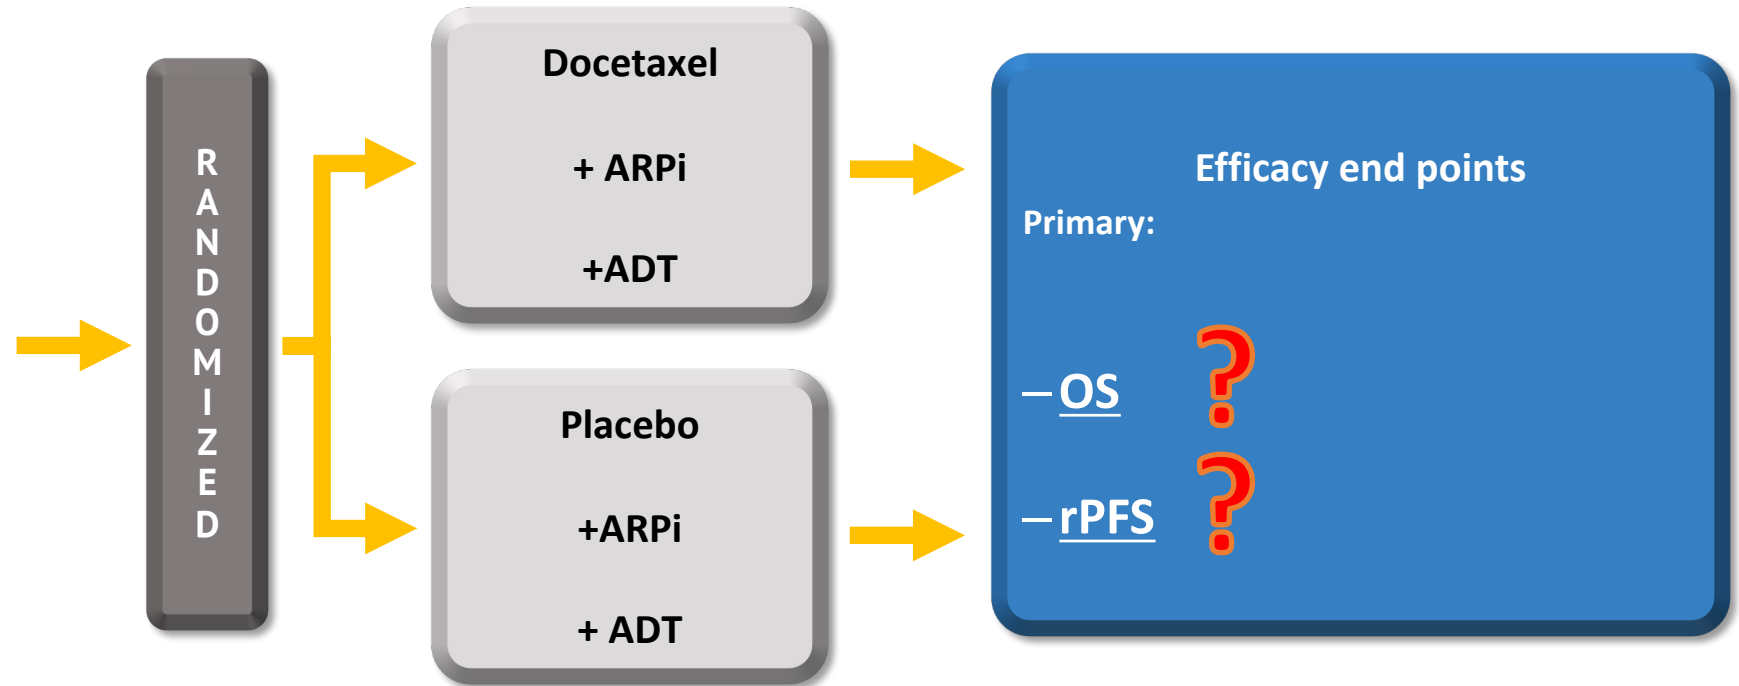 RANDOMIZED
Docetaxel
+ ARPi
+ADT
Placebo
+ARPi
+ ADT
Efficacy end points
Primary:
– OS ?
– rPFS ?